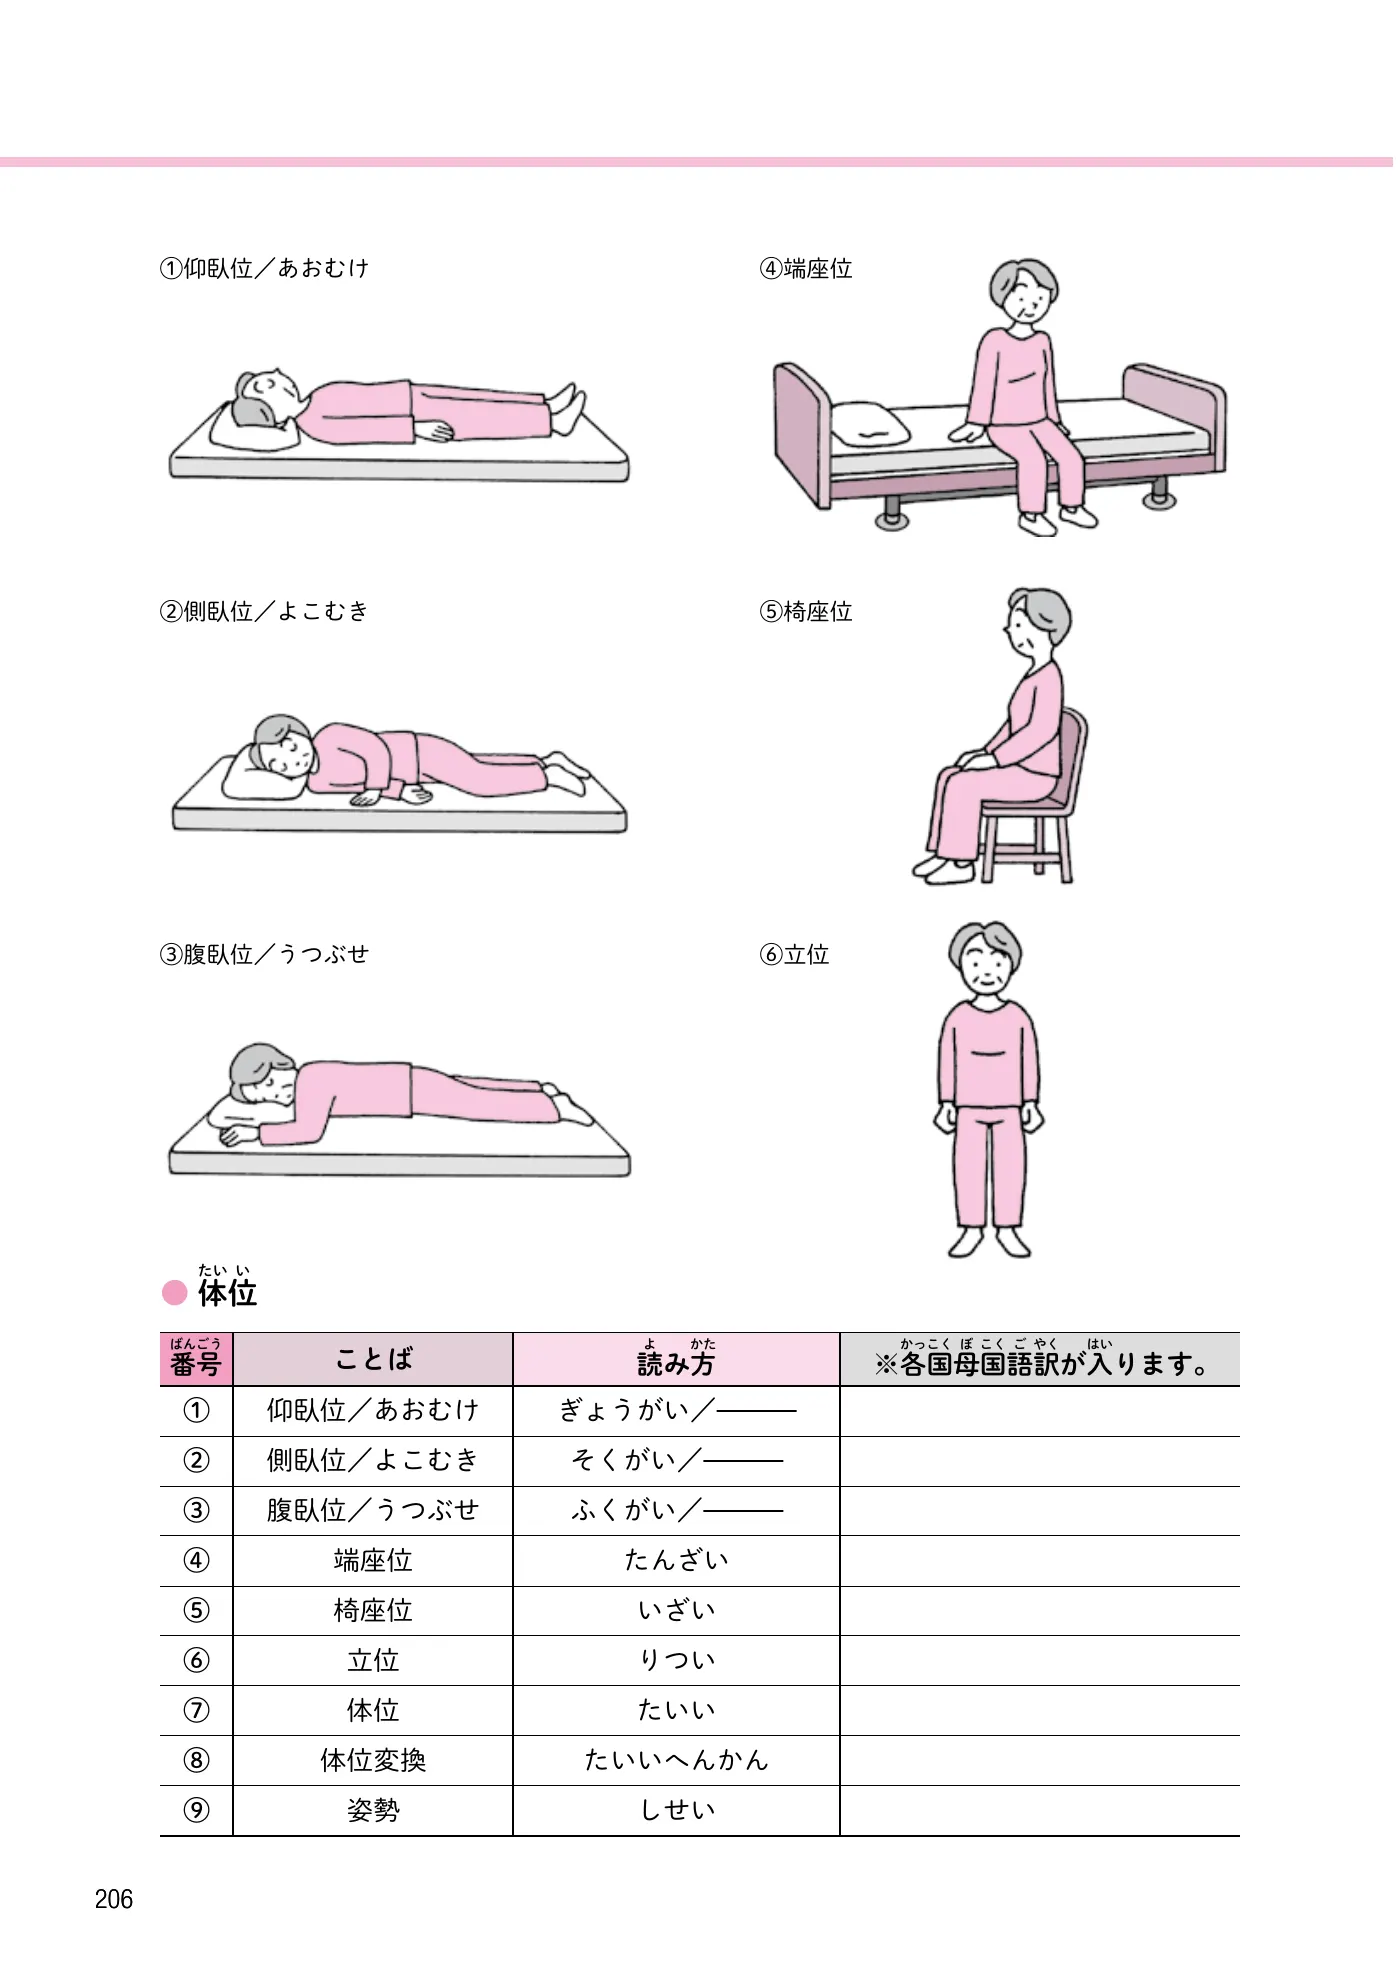 ①仰臥位／あおむけ
②側臥位／よこむき
③腹臥位／うつぶせ
④端座位
⑤椅座位
⑥立位
たい い
● 体位
ばんごう よ かた かっこく ぼ こく ご やく はい
番号 ことば 読み方 ※各国母国語訳が入ります。
① 仰臥位／あおむけ ぎょうがい／———
② 側臥位／よこむき そくがい／———
③ 腹臥位／うつぶせ ふくがい／———
④ 端座位 たんざい
⑤ 椅座位 いざい
⑥ 立位 りつい
⑦ 体位 たいい
⑧ 体位変換 たいいへんかん
⑨ 姿勢 しせい
206